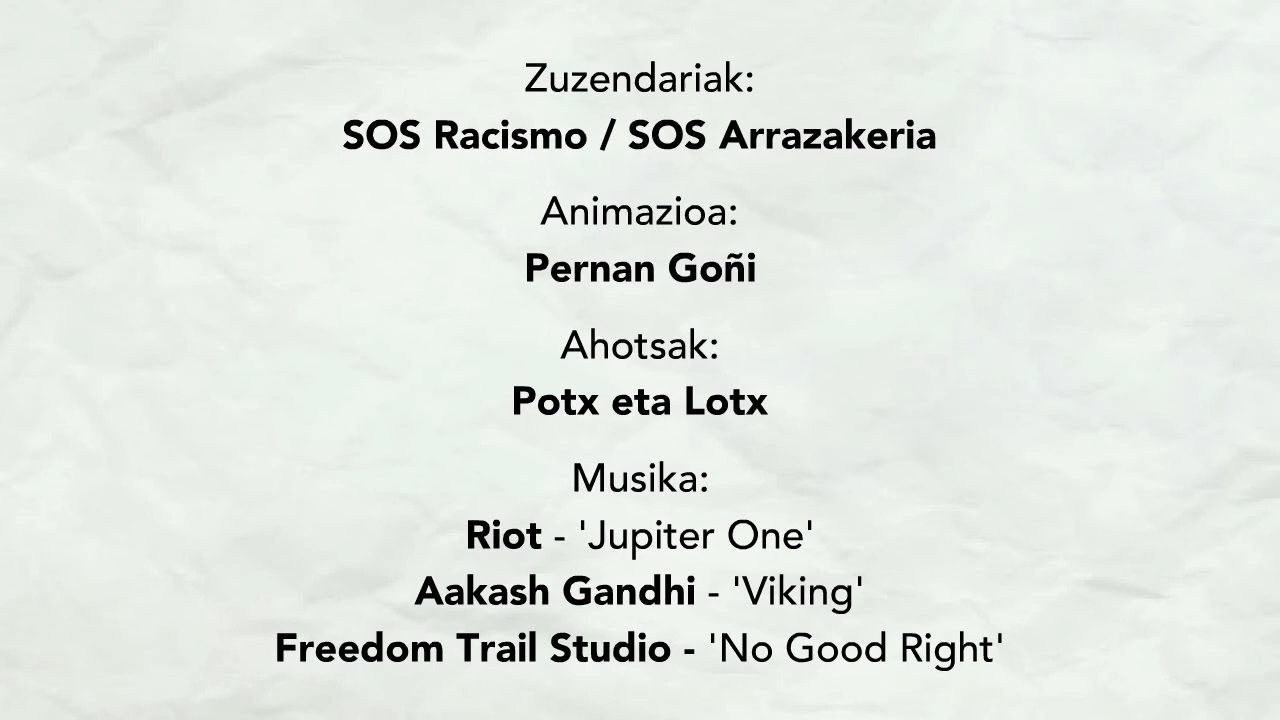 Zuzendariak:
SOS Racismo / SOS Arrazakeria
Animazioa:
Pernan Goñi
Ahotsak:
Potx eta Lotx
Musika:
Riot - 'Jupiter One'
Aakash Gandhi - 'Viking'
Freedom Trail Studio - 'No Good Right'